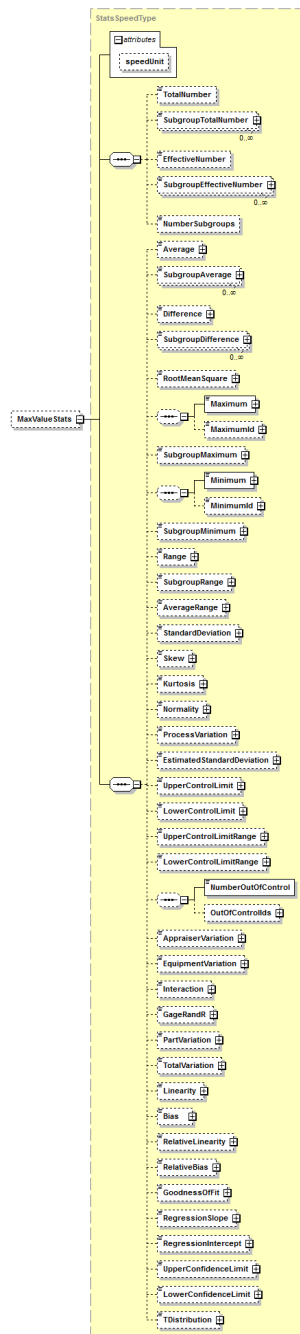 StatsSpeedType
attributes
speedUnit
TotalNumber
SubgroupTotalNumber
0..∞
EffectiveNumber
SubgroupEffectiveNumber
0..∞
NumberSubgroups
Average
SubgroupAverage
0..∞
Difference
SubgroupDifference
0..∞
RootMeanSquare
Maximum
MaxValueStats
MaximumId
SubgroupMaximum
Minimum
MinimumId
SubgroupMinimum
Range
SubgroupRange
AverageRange
StandardDeviation
Skew
Kurtosis
Normality
ProcessVariation
EstimatedStandardDeviation
UpperControlLimit
LowerControlLimit
UpperControlLimitRange
LowerControlLimitRange
NumberOutOfControl
OutOfControlIds
AppraiserVariation
EquipmentVariation
Interaction
GageRandR
PartVariation
TotalVariation
Linearity
Bias
RelativeLinearity
RelativeBias
GoodnessOfFit
RegressionSlope
RegressionIntercept
UpperConfidenceLimit
LowerConfidenceLimit
TDistribution